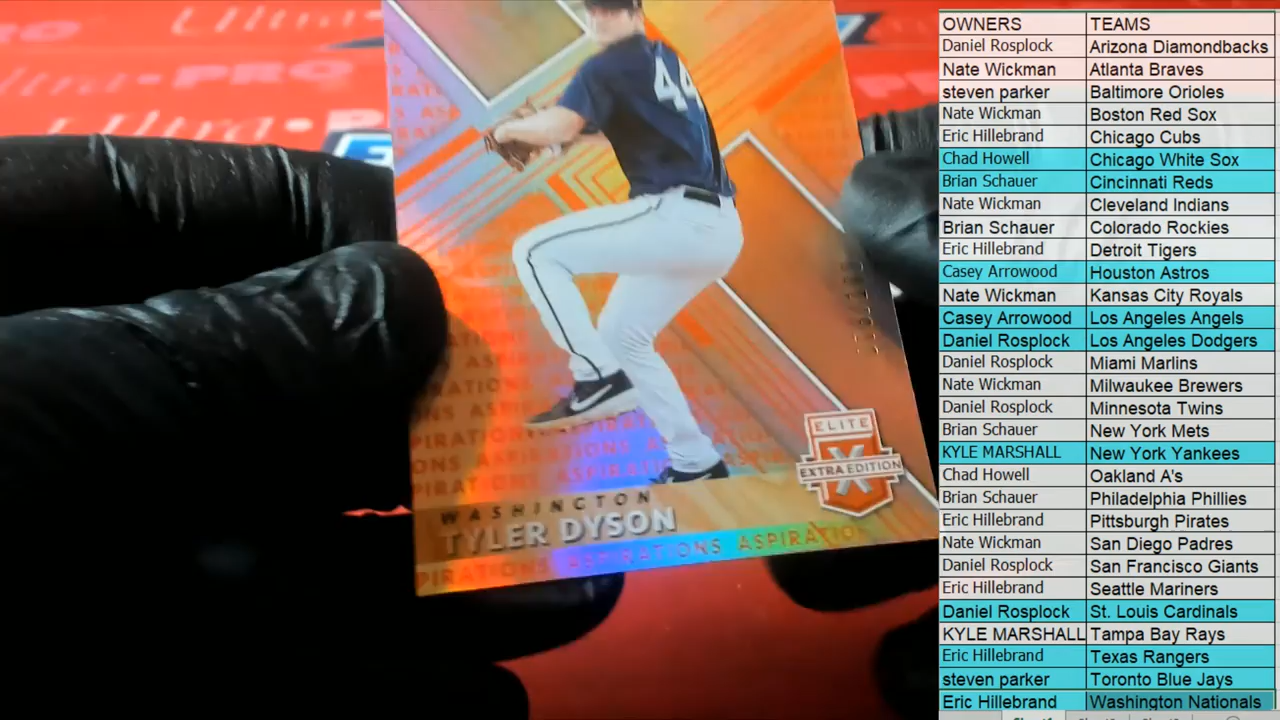 Ultra·PRO
44
ELITE
X
EXTRA EDITION
WASHINGTON
TYLER DYSON
PIRATIONS ASPIRATIONS ASPIRATION
OWNERS TEAMS
Daniel Rosplock Arizona Diamondbacks
Nate Wickman Atlanta Braves
steven parker Baltimore Orioles
Nate Wickman Boston Red Sox
Eric Hillebrand Chicago Cubs
Chad Howell Chicago White Sox
Brian Schauer Cincinnati Reds
Nate Wickman Cleveland Indians
Brian Schauer Colorado Rockies
Eric Hillebrand Detroit Tigers
Casey Arrowood Houston Astros
Nate Wickman Kansas City Royals
Casey Arrowood Los Angeles Angels
Daniel Rosplock Los Angeles Dodgers
Daniel Rosplock Miami Marlins
Nate Wickman Milwaukee Brewers
Daniel Rosplock Minnesota Twins
Brian Schauer New York Mets
KYLE MARSHALL New York Yankees
Chad Howell Oakland A's
Brian Schauer Philadelphia Phillies
Eric Hillebrand Pittsburgh Pirates
Nate Wickman San Diego Padres
Daniel Rosplock San Francisco Giants
Eric Hillebrand Seattle Mariners
Daniel Rosplock St. Louis Cardinals
KYLE MARSHALL Tampa Bay Rays
Eric Hillebrand Texas Rangers
steven parker Toronto Blue Jays
Eric Hillebrand Washington Nationals